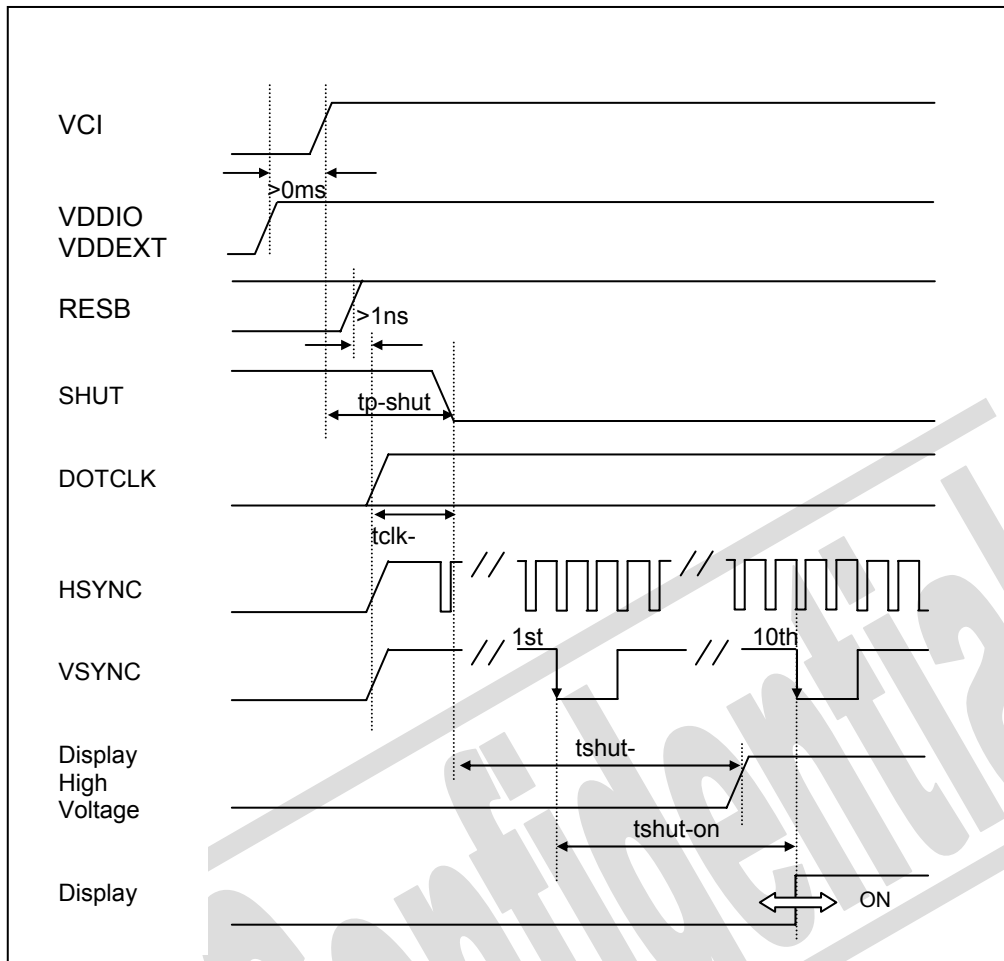 VCI
>0ms
VDDIO
VDDEXT
RESB
>1ns
SHUT
tp-shut
DOTCLK
tclk-
HSYNC
1st
10th
VSYNC
Display
High
Voltage
tshut-
tshut-on
Display
ON
Confidential